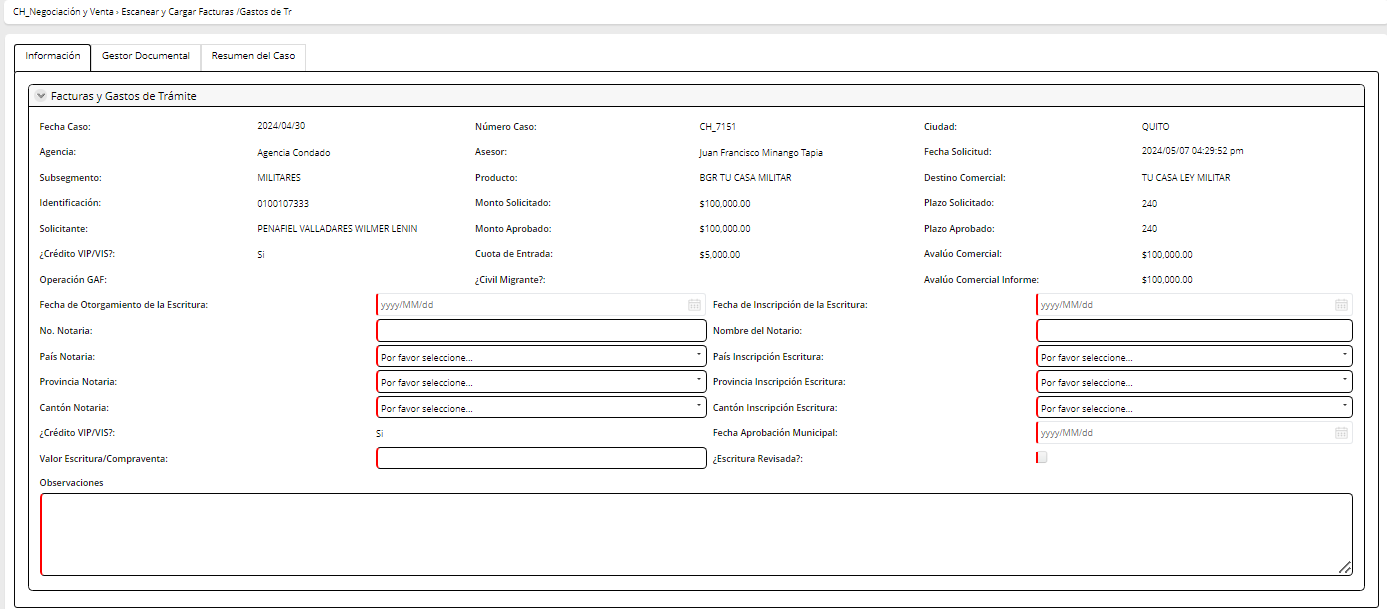 CH_Negociación y Venta › Escanear y Cargar Facturas /Gastos de Tr
Información Gestor Documental Resumen del Caso
Facturas y Gastos de Trámite
Fecha Caso: 2024/04/30 Número Caso: CH_7151 Ciudad: QUITO
Agencia: Agencia Condado Asesor: Juan Francisco Minango Tapia Fecha Solicitud: 2024/05/07 04:29:52 pm
Subsegmento: MILITARES Producto: BGR TU CASA MILITAR Destino Comercial: TU CASA LEY MILITAR
Identificación: 0100107333 Monto Solicitado: $100,000.00 Plazo Solicitado: 240
Solicitante: PENAFIEL VALLADARES WILMER LENIN Monto Aprobado: $100,000.00 Plazo Aprobado: 240
¿Crédito VIP/VIS?: Si Cuota de Entrada: $5,000.00 Avalúo Comercial: $100,000.00
Operación GAF: ¿Civil Migrante?: Avalúo Comercial Informe: $100,000.00
Fecha de Otorgamiento de la Escritura: yyyy/MM/dd Fecha de Inscripción de la Escritura: yyyy/MM/dd
No. Notaria: Nombre del Notario:
País Notaria: Por favor seleccione... País Inscripción Escritura: Por favor seleccione...
Provincia Notaria: Por favor seleccione... Provincia Inscripción Escritura: Por favor seleccione...
Cantón Notaria: Por favor seleccione... Cantón Inscripción Escritura: Por favor seleccione...
¿Crédito VIP/VIS?: Si Fecha Aprobación Municipal: yyyy/MM/dd
Valor Escritura/Compraventa: ¿Escritura Revisada?:
Observaciones